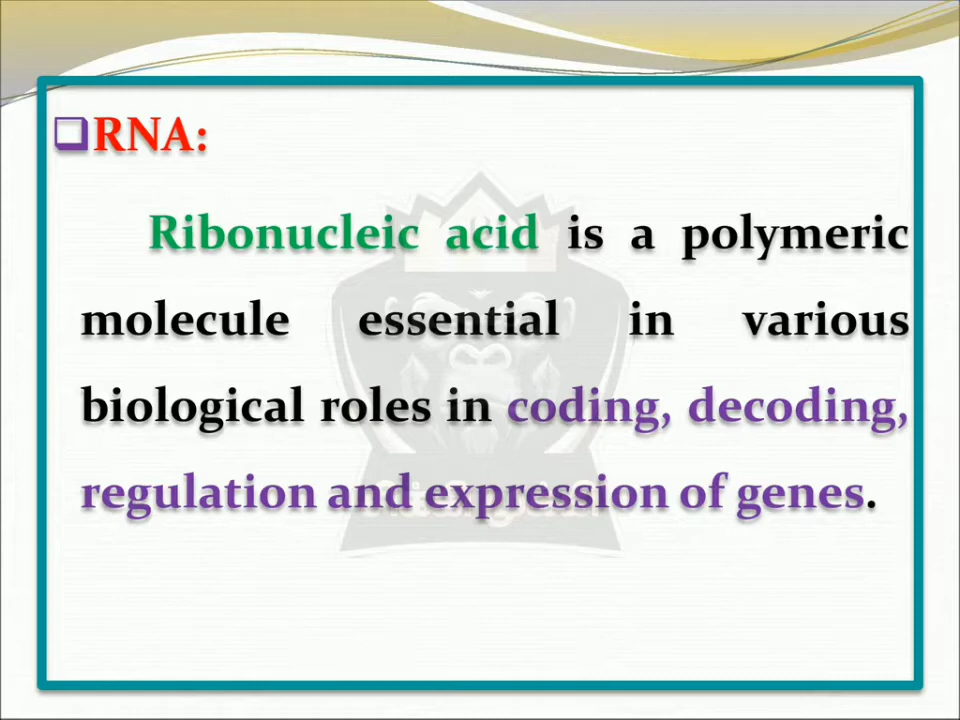 RNA:
Ribonucleic acid is a polymeric
molecule essential in various
biological roles in coding, decoding,
regulation and expression of genes.